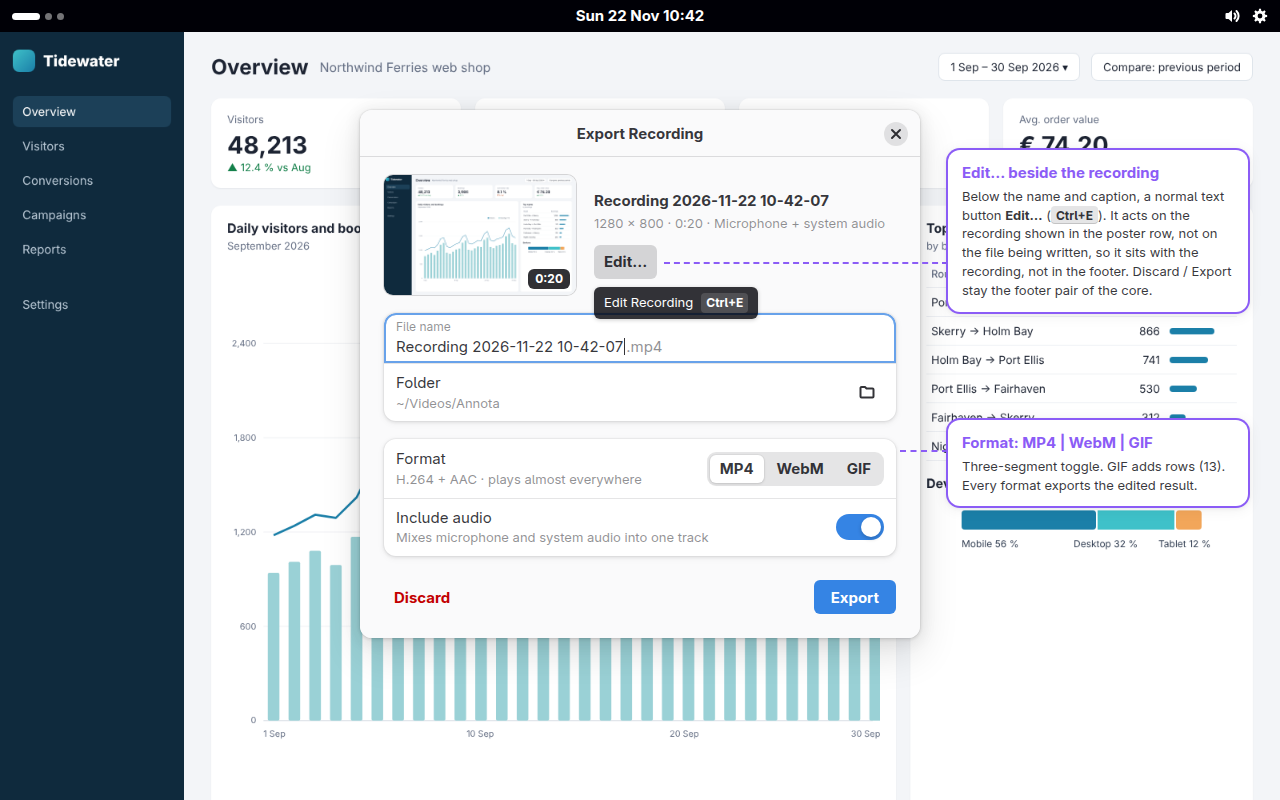 Sun 22 Nov 10:42
Tidewater
Overview
Visitors
Conversions
Campaigns
Reports
Settings
Overview Northwind Ferries web shop
1 Sep – 30 Sep 2026 ▾
Compare: previous period
Visitors
48,213
▲ 12.4 % vs Aug
Avg. order value
€ 74.20
Daily visitors and boo
September 2026
2,400
1,800
1,200
600
0
1 Sep
10 Sep
20 Sep
30 Sep
Export Recording
0:20
Recording 2026-11-22 10-42-07
1280 × 800 · 0:20 · Microphone + system audio
Edit…
Edit Recording Ctrl+E
File name
Recording 2026-11-22 10-42-07.mp4
Folder
~/Videos/Annota
Format
H.264 + AAC · plays almost everywhere
MP4 WebM GIF
Include audio
Mixes microphone and system audio into one track
Discard
Export
Edit… beside the recording
Below the name and caption, a normal text
button Edit… ( Ctrl+E ). It acts on the
recording shown in the poster row, not on
the file being written, so it sits with the
recording, not in the footer. Discard / Export
stay the footer pair of the core.
Skerry → Holm Bay 866
Holm Bay → Port Ellis 741
Port Ellis → Fairhaven 530
Fairhaven → Skerry 312
Format: MP4 | WebM | GIF
Three-segment toggle. GIF adds rows (13).
Every format exports the edited result.
Mobile 56 %
Desktop 32 %
Tablet 12 %